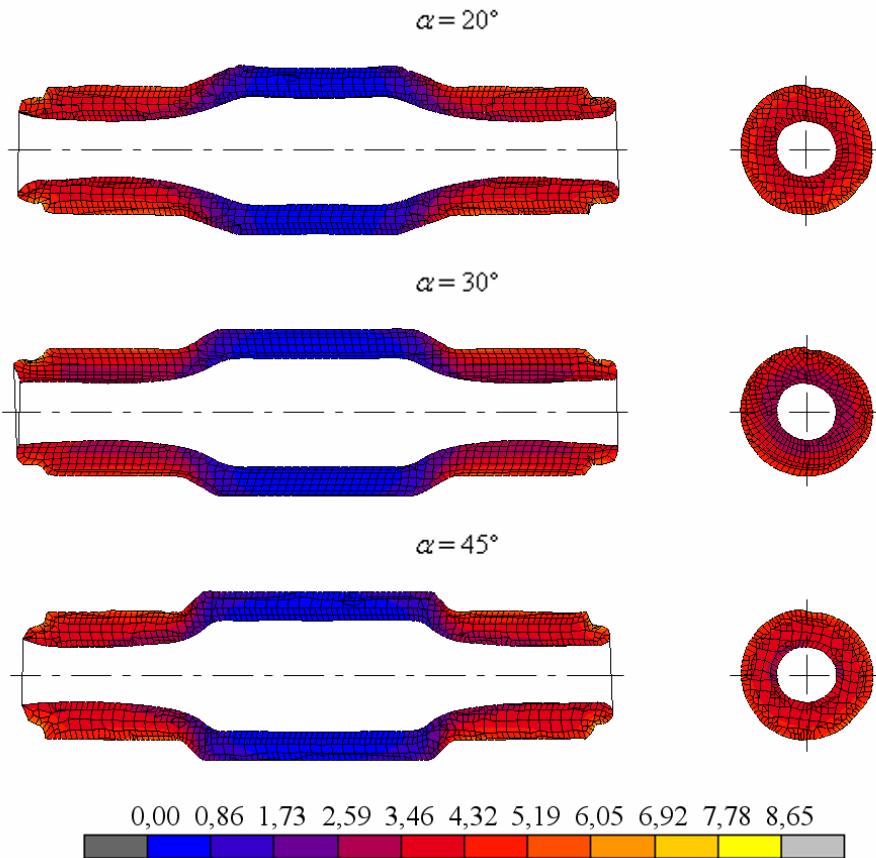 α = 20°
α = 30°
α = 45°
0,00 0,86 1,73 2,59 3,46 4,32 5,19 6,05 6,92 7,78 8,65